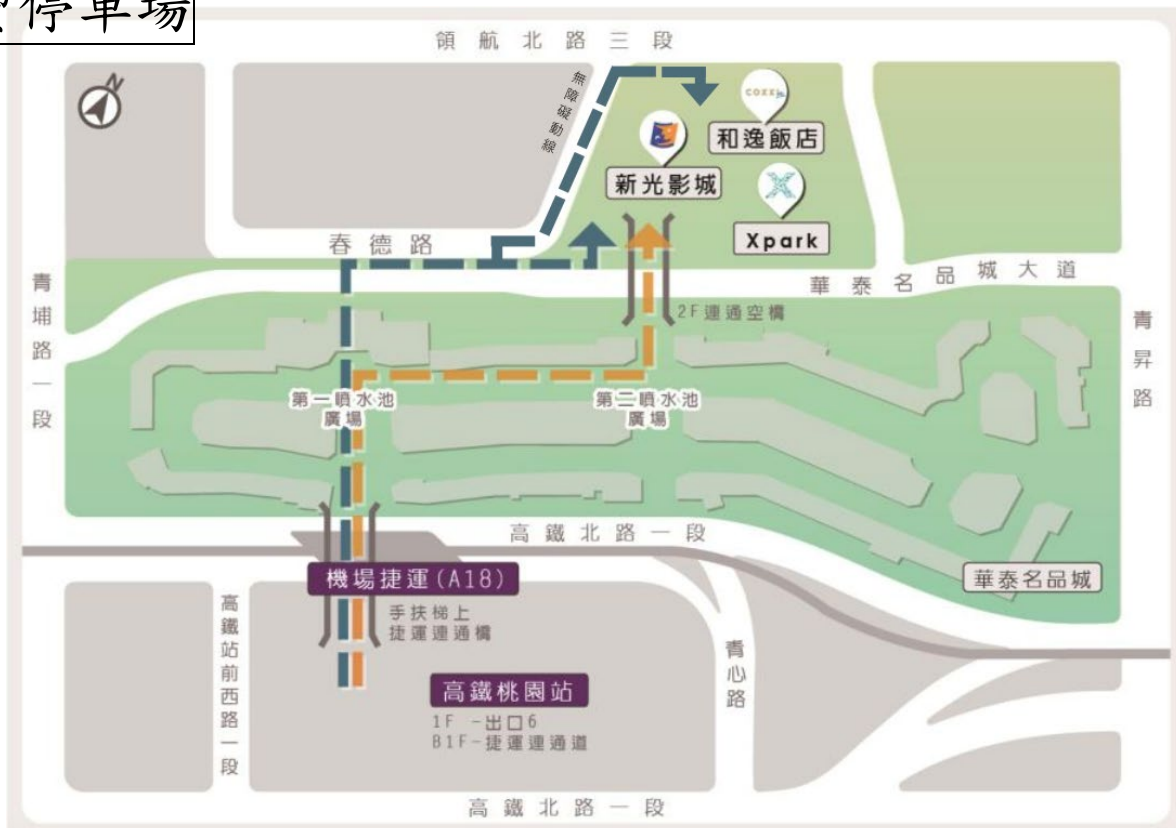 停車場
領航北路三段
N
無障礙動線
COZZI
和逸飯店
新光影城
Xpark
春德路
華泰名品城大道
青埔路一段
2F連通空橋
青昇路
第一噴水池
廣場
第二噴水池
廣場
高鐵北路一段
機場捷運(A18)
華泰名品城
手扶梯上
捷運連通橋
高鐵站前西路一段
青心路
高鐵桃園站
1F -出口6
B1F-捷運連通道
高鐵北路一段